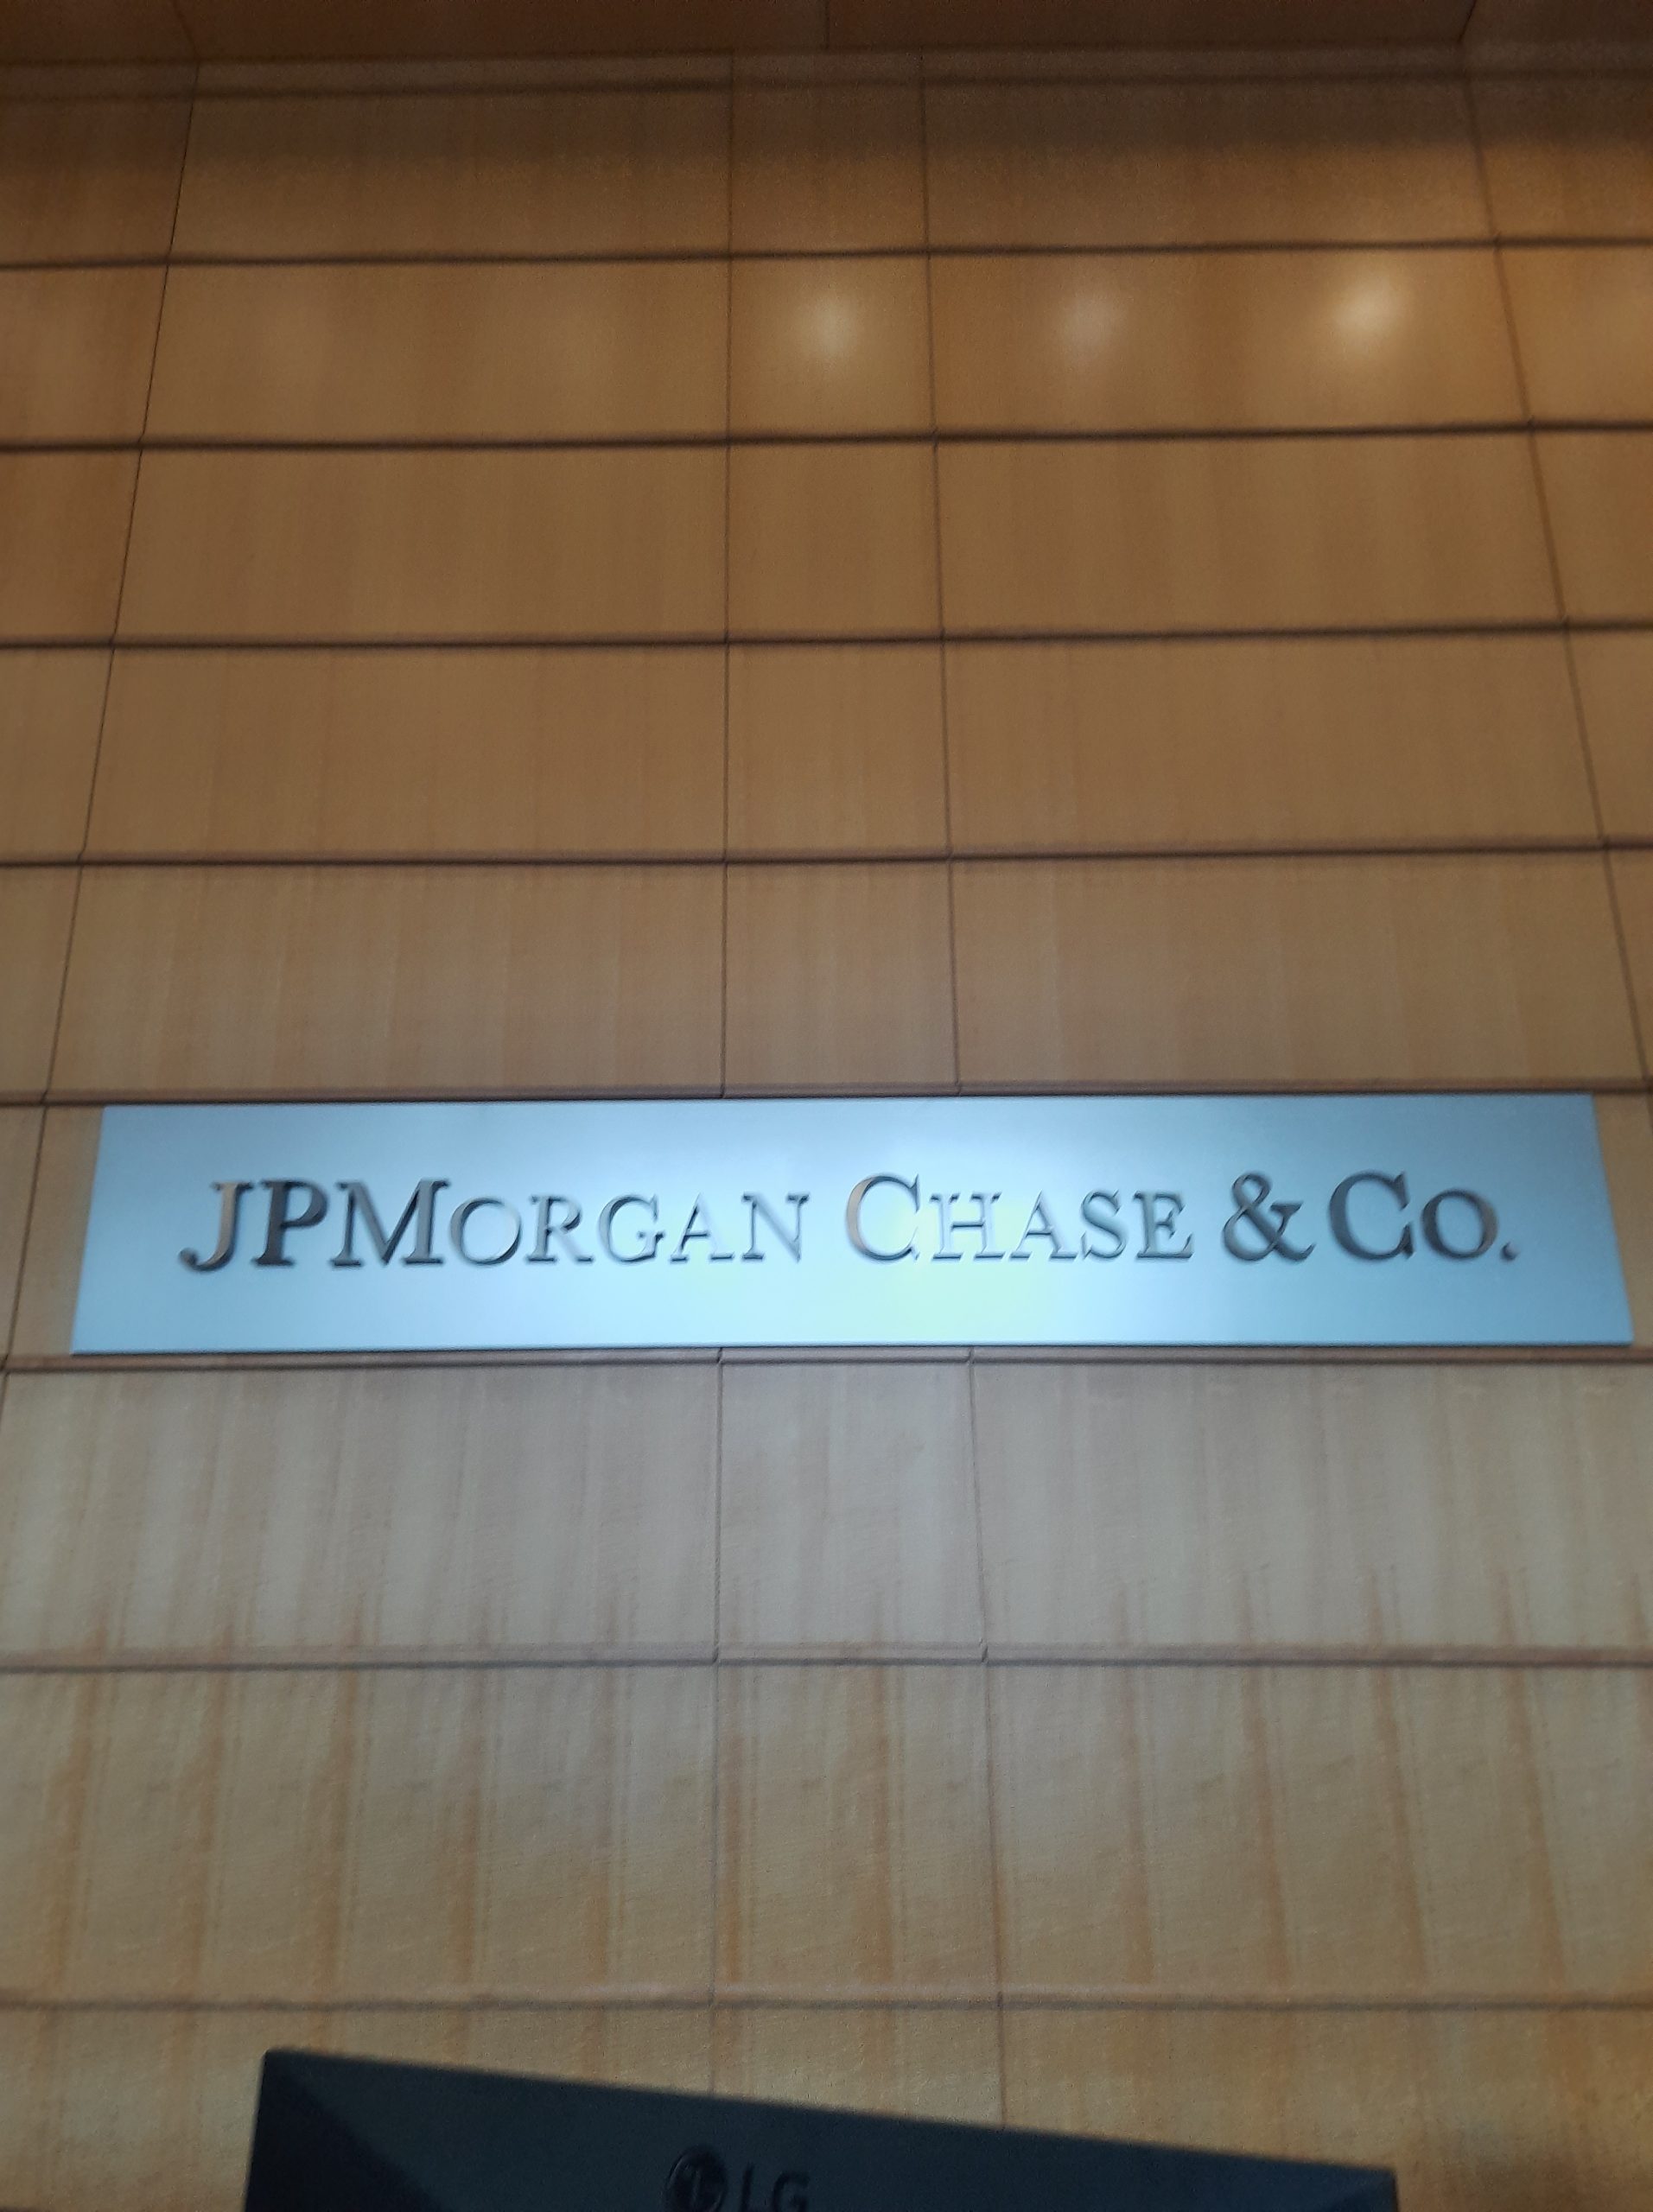 JPMORGAN CHASE & CO.
LG